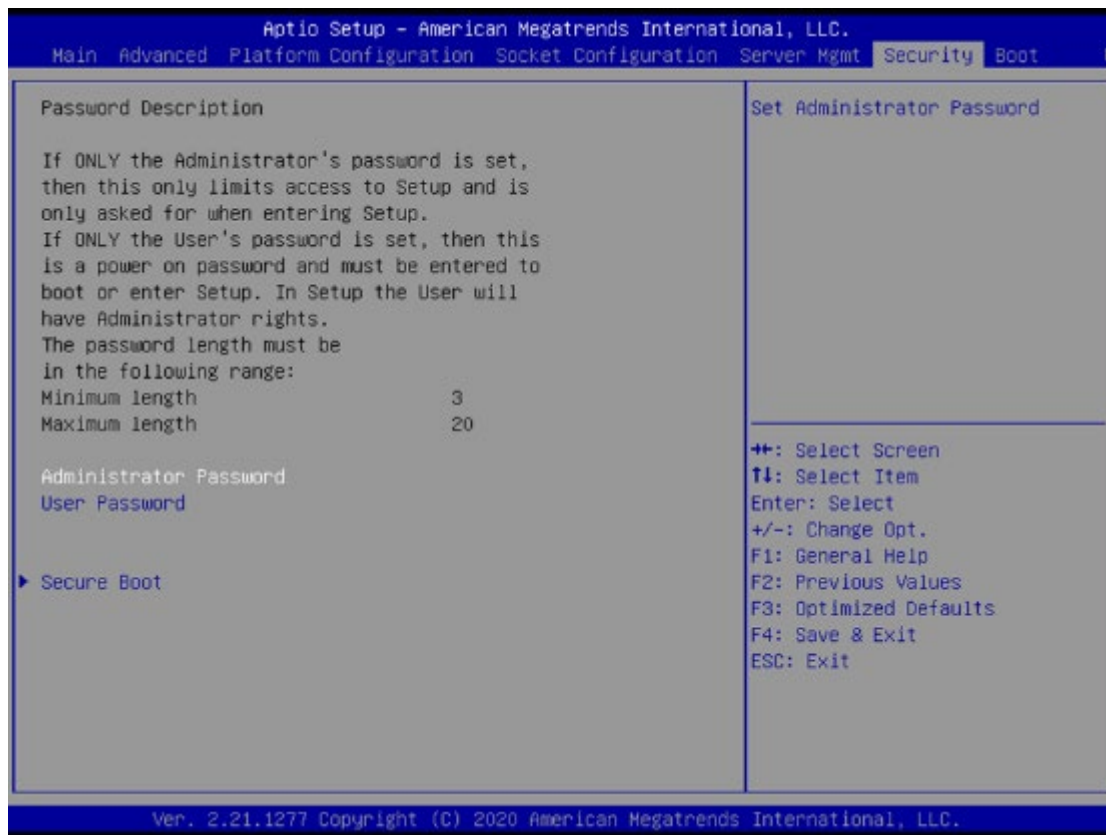 Aptio Setup – American Megatrends International, LLC.
Main Advanced Platform Configuration Socket Configuration Server Mgmt Security Boot
Password Description
If ONLY the Administrator's password is set,
then this only limits access to Setup and is
only asked for when entering Setup.
If ONLY the User's password is set, then this
is a power on password and must be entered to
boot or enter Setup. In Setup the User will
have Administrator rights.
The password length must be
in the following range:
Minimum length 3
Maximum length 20
Administrator Password
User Password
Secure Boot
Set Administrator Password
→←: Select Screen
↑↓: Select Item
Enter: Select
+/-: Change Opt.
F1: General Help
F2: Previous Values
F3: Optimized Defaults
F4: Save & Exit
ESC: Exit
Ver. 2.21.1277 Copyright (C) 2020 American Megatrends International, LLC.